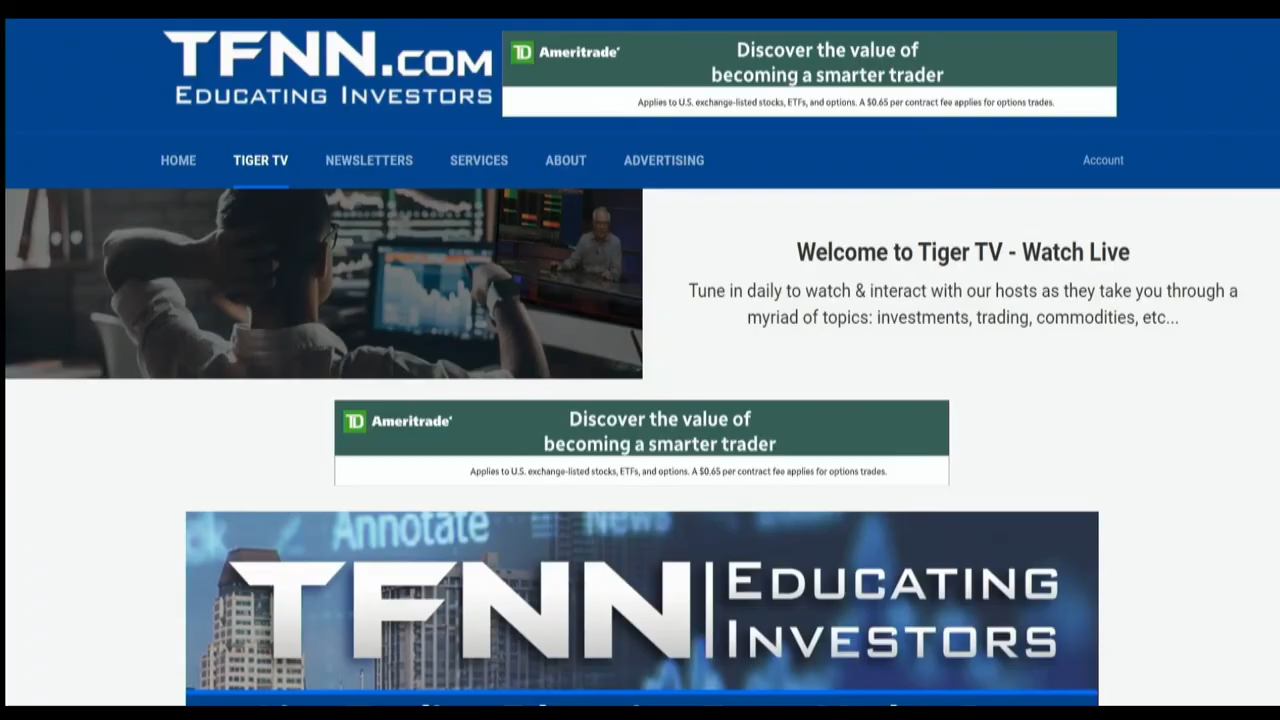 TFNN.COM
EDUCATING INVESTORS
TD Ameritrade
Discover the value of
becoming a smarter trader
Applies to U.S. exchange-listed stocks, ETFs, and options. A $0.65 per contract fee applies for options trades.
HOME TIGER TV NEWSLETTERS SERVICES ABOUT ADVERTISING Account
Welcome to Tiger TV - Watch Live
Tune in daily to watch & interact with our hosts as they take you through a
myriad of topics: investments, trading, commodities, etc...
TD Ameritrade
Discover the value of
becoming a smarter trader
Applies to U.S. exchange-listed stocks, ETFs, and options. A $0.65 per contract fee applies for options trades.
Annotate News
TFNN EDUCATING
INVESTORS